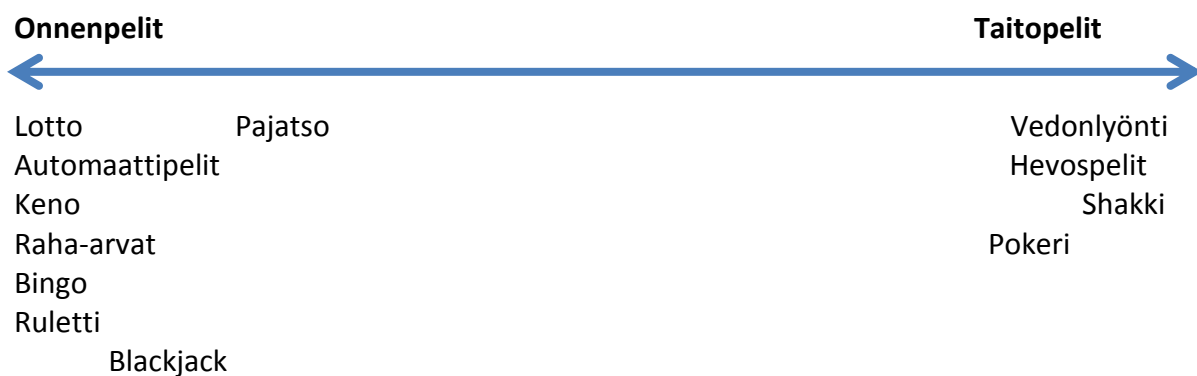 Onnenpelit Taitopelit
Lotto Pajatso Vedonlyönti
Automaattipelit Hevospelit
Keno Shakki
Raha-arvat Pokeri
Bingo
Ruletti
Blackjack